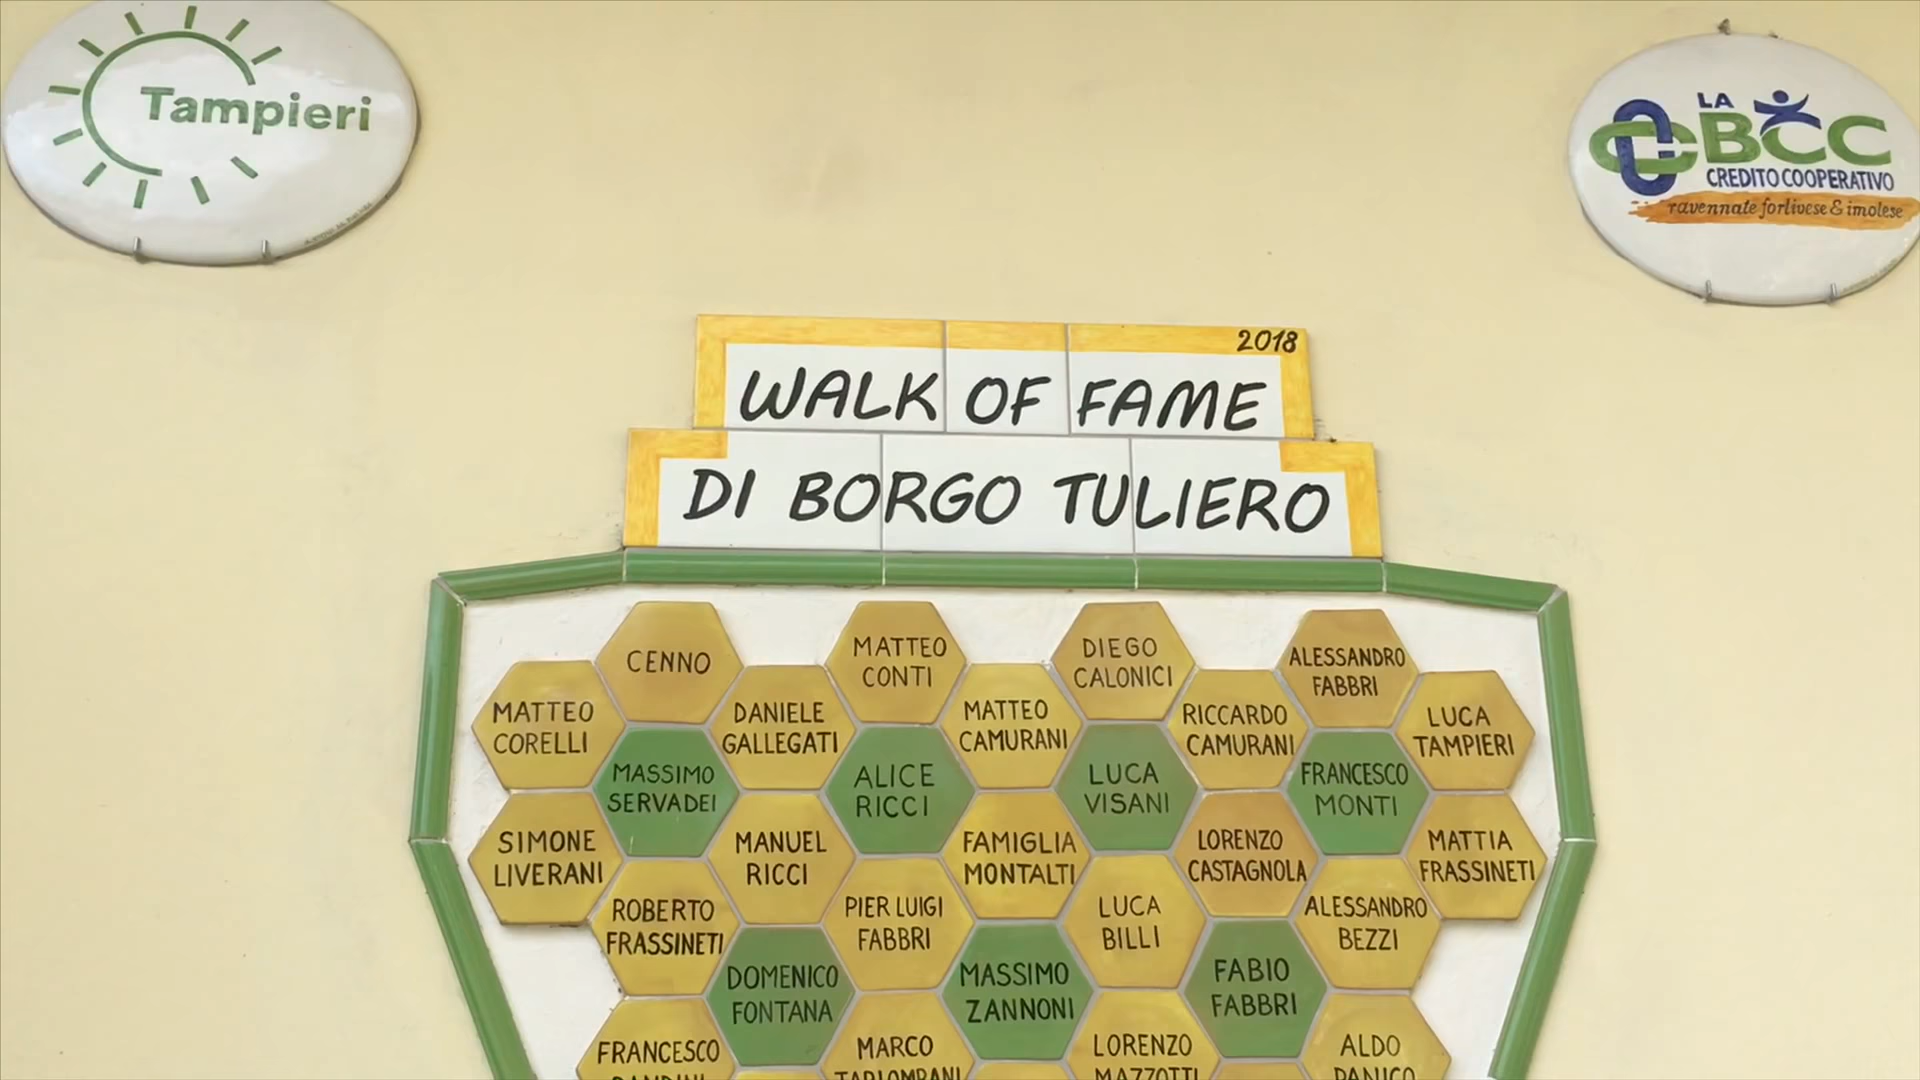 Tampieri
LA
BCC
CREDITO COOPERATIVO
ravennate forlivese & imolese
2018
WALK OF FAME
DI BORGO TULIERO
CENNO
MATTEO
CONTI
DIEGO
CALONICI
ALESSANDRO
FABBRI
MATTEO
CORELLI
DANIELE
GALLEGATI
MATTEO
CAMURANI
RICCARDO
CAMURANI
LUCA
TAMPIERI
MASSIMO
SERVADEI
ALICE
RICCI
LUCA
VISANI
FRANCESCO
MONTI
SIMONE
LIVERANI
MANUEL
RICCI
FAMIGLIA
MONTALTI
LORENZO
CASTAGNOLA
MATTIA
FRASSINETI
ROBERTO
FRASSINETI
PIER LUIGI
FABBRI
LUCA
BILLI
ALESSANDRO
BEZZI
DOMENICO
FONTANA
MASSIMO
ZANNONI
FABIO
FABBRI
FRANCESCO
MARCO
LORENZO
MAZZOTTI
ALDO